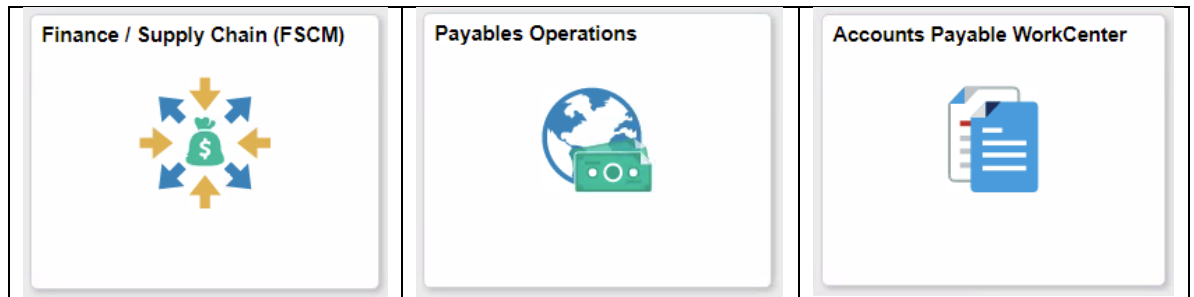 Finance / Supply Chain (FSCM)
Payables Operations
Accounts Payable WorkCenter
$